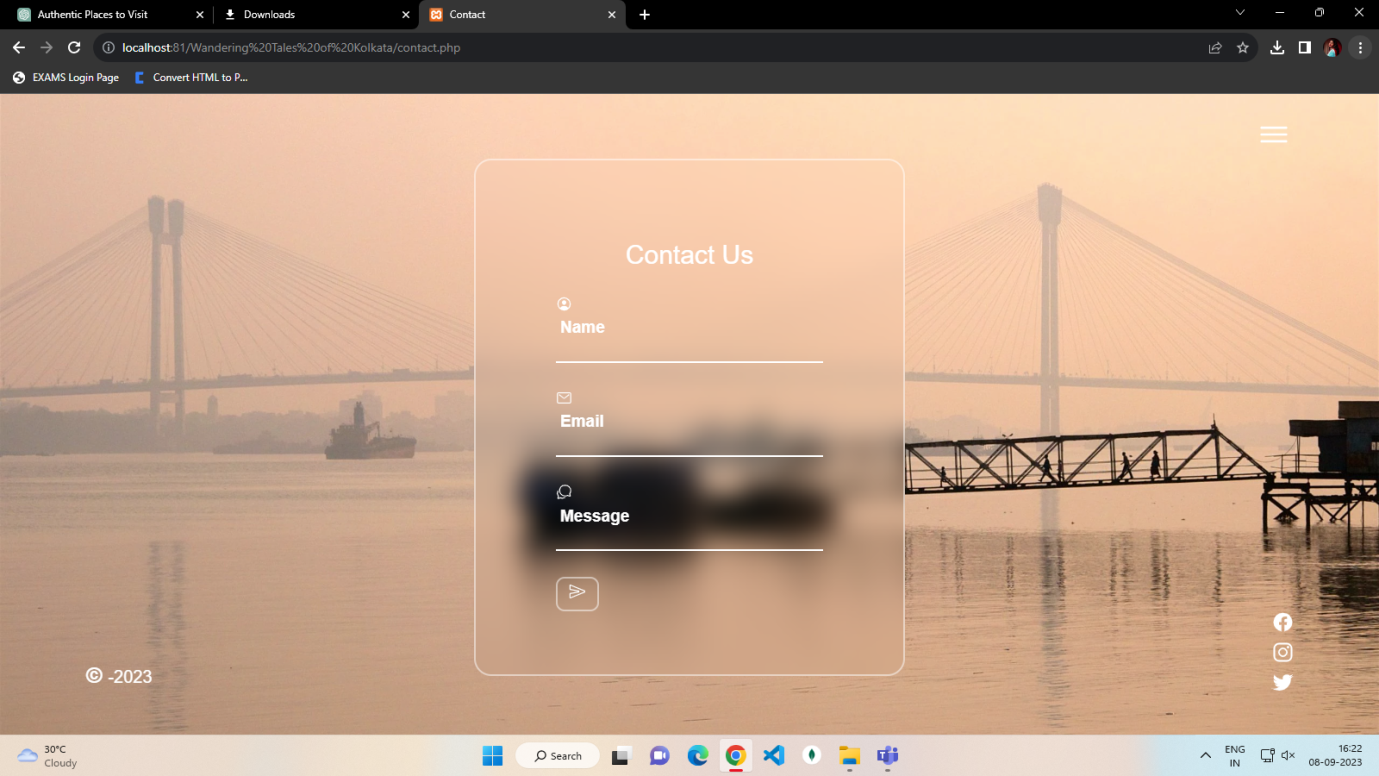 Authentic Places to Visit
Downloads
Contact
localhost:81/Wandering%20Tales%20of%20Kolkata/contact.php
EXAMS Login Page
Convert HTML to P...
Contact Us
Name
Email
Message
© -2023
30°C
Cloudy
Search
ENG
IN
16:22
08-09-2023